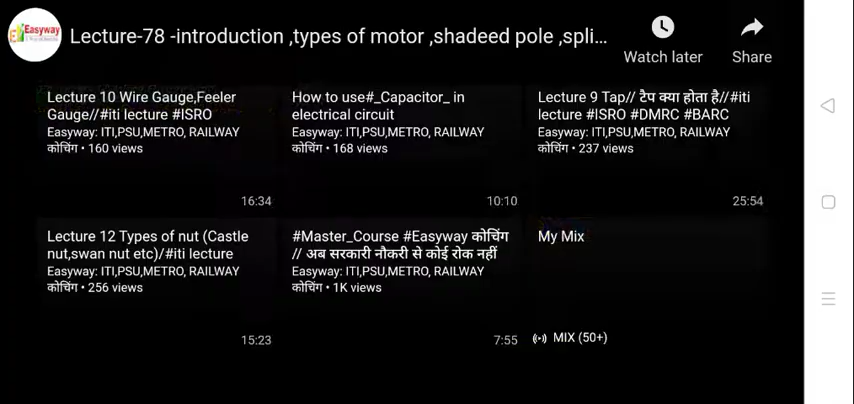 Easyway
Lecture-78 -introduction ,types of motor ,shadeed pole ,spli...
Watch later
Share
Lecture 10 Wire Gauge,Feeler
Gauge//#iti lecture #ISRO
Easyway: ITI,PSU,METRO, RAILWAY
कोचिंग • 160 views
16:34
How to use#_Capacitor_ in
electrical circuit
Easyway: ITI,PSU,METRO, RAILWAY
कोचिंग • 168 views
10:10
Lecture 9 Tap// टैप क्या होता है//#iti
lecture #ISRO #DMRC #BARC
Easyway: ITI,PSU,METRO, RAILWAY
कोचिंग • 237 views
25:54
Lecture 12 Types of nut (Castle
nut,swan nut etc)/#iti lecture
Easyway: ITI,PSU,METRO, RAILWAY
कोचिंग • 256 views
15:23
#Master_Course #Easyway कोचिंग
// अब सरकारी नौकरी से कोई रोक नहीं
Easyway: ITI,PSU,METRO, RAILWAY
कोचिंग • 1K views
7:55
My Mix
MIX (50+)